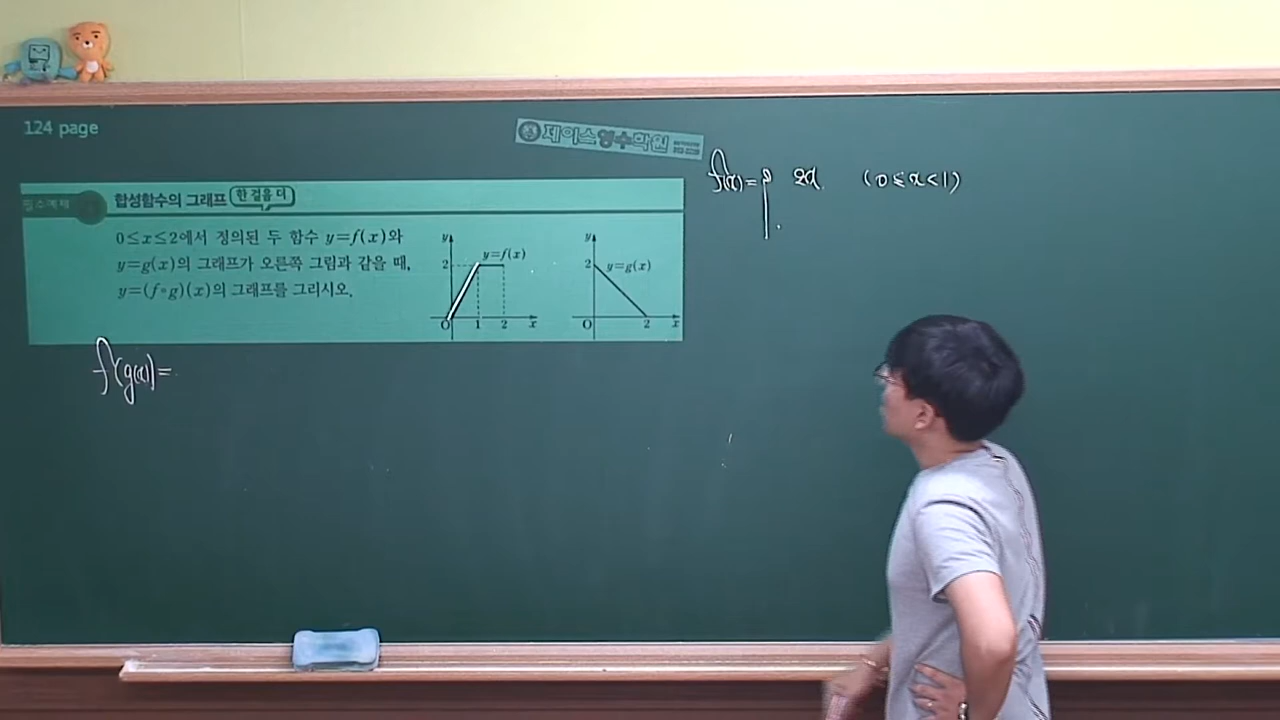 124 page
제이스영수학원
필수예제
합성함수의 그래프 한 걸음 더
0≤x≤2에서 정의된 두 함수 y=f(x)와
y=g(x)의 그래프가 오른쪽 그림과 같을 때,
y=(f∘g)(x)의 그래프를 그리시오.
y 2 y=f(x) O 1 2 x
y 2 y=g(x) O 2 x
f(x)= { 2x (0≤x<1)
f(g(x))=